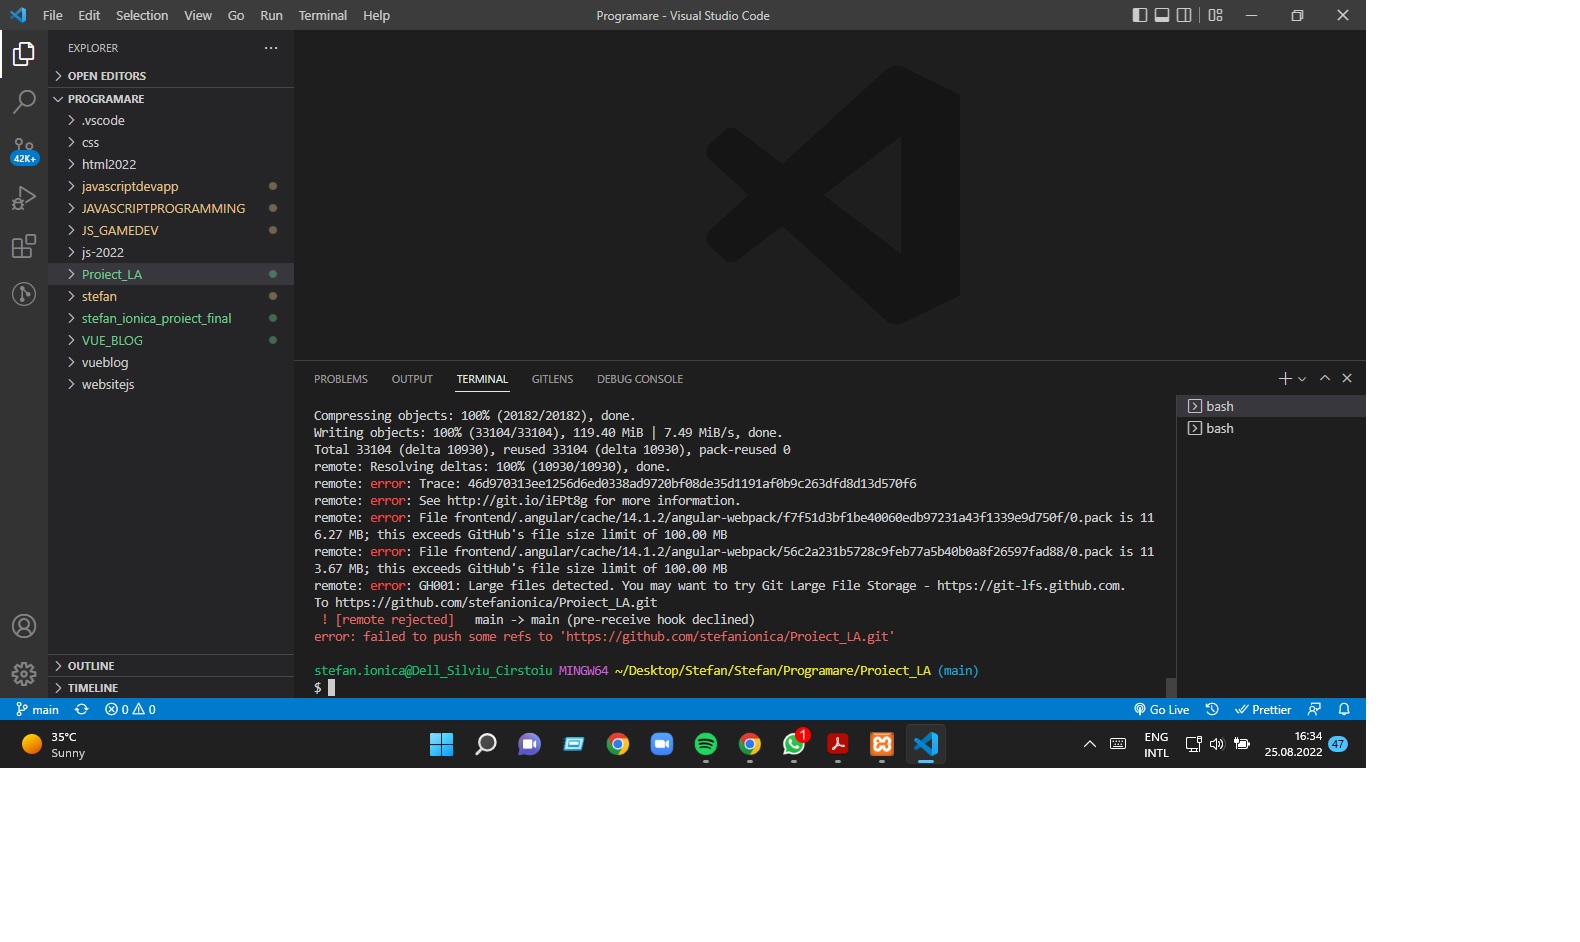 File Edit Selection View Go Run Terminal Help
Programare - Visual Studio Code
EXPLORER
OPEN EDITORS
PROGRAMARE
.vscode
css
html2022
javascriptdevapp
JAVASCRIPTPROGRAMMING
JS_GAMEDEV
js-2022
Proiect_LA
stefan
stefan_ionica_proiect_final
VUE_BLOG
vueblog
websitejs
42K+
OUTLINE
TIMELINE
PROBLEMS OUTPUT TERMINAL GITLENS DEBUG CONSOLE
bash
bash
Compressing objects: 100% (20182/20182), done.
Writing objects: 100% (33104/33104), 119.40 MiB | 7.49 MiB/s, done.
Total 33104 (delta 10930), reused 33104 (delta 10930), pack-reused 0
remote: Resolving deltas: 100% (10930/10930), done.
remote: error: Trace: 46d970313ee1256d6ed0338ad9720bf08de35d1191af0b9c263dfd8d13d570f6
remote: error: See http://git.io/iEPt8g for more information.
remote: error: File frontend/.angular/cache/14.1.2/angular-webpack/f7f51d3bf1be40060edb97231a43f1339e9d750f/0.pack is 11
6.27 MB; this exceeds GitHub's file size limit of 100.00 MB
remote: error: File frontend/.angular/cache/14.1.2/angular-webpack/56c2a231b5728c9feb77a5b40b0a8f26597fad88/0.pack is 11
3.67 MB; this exceeds GitHub's file size limit of 100.00 MB
remote: error: GH001: Large files detected. You may want to try Git Large File Storage - https://git-lfs.github.com.
To https://github.com/stefanionica/Proiect_LA.git
! [remote rejected] main -> main (pre-receive hook declined)
error: failed to push some refs to 'https://github.com/stefanionica/Proiect_LA.git'
stefan.ionica@Dell_Silviu_Cirstoiu MINGW64 ~/Desktop/Stefan/Stefan/Programare/Proiect_LA (main)
$
main 0 0
Go Live Prettier
35°C
Sunny
1
ENG
INTL
16:34
25.08.2022
47